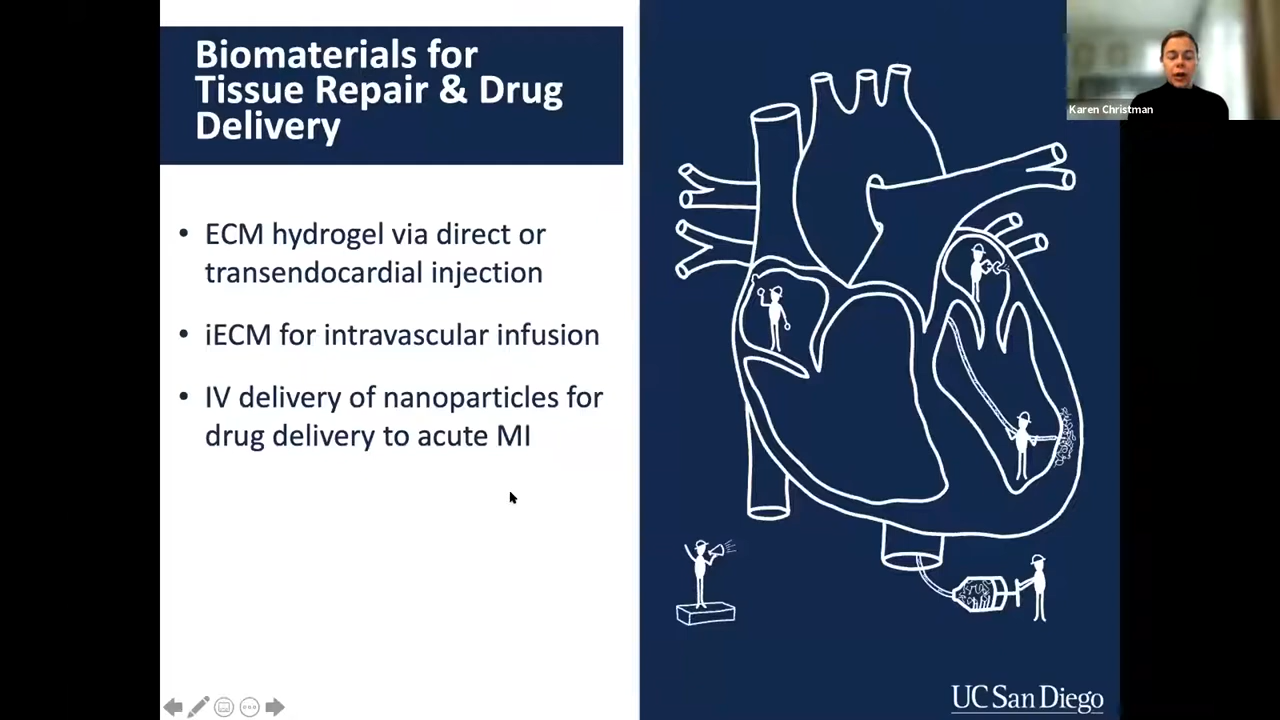 Biomaterials for
Tissue Repair & Drug
Delivery
• ECM hydrogel via direct or
transendocardial injection
• iECM for intravascular infusion
• IV delivery of nanoparticles for
drug delivery to acute MI
Karen Christman
UC San Diego